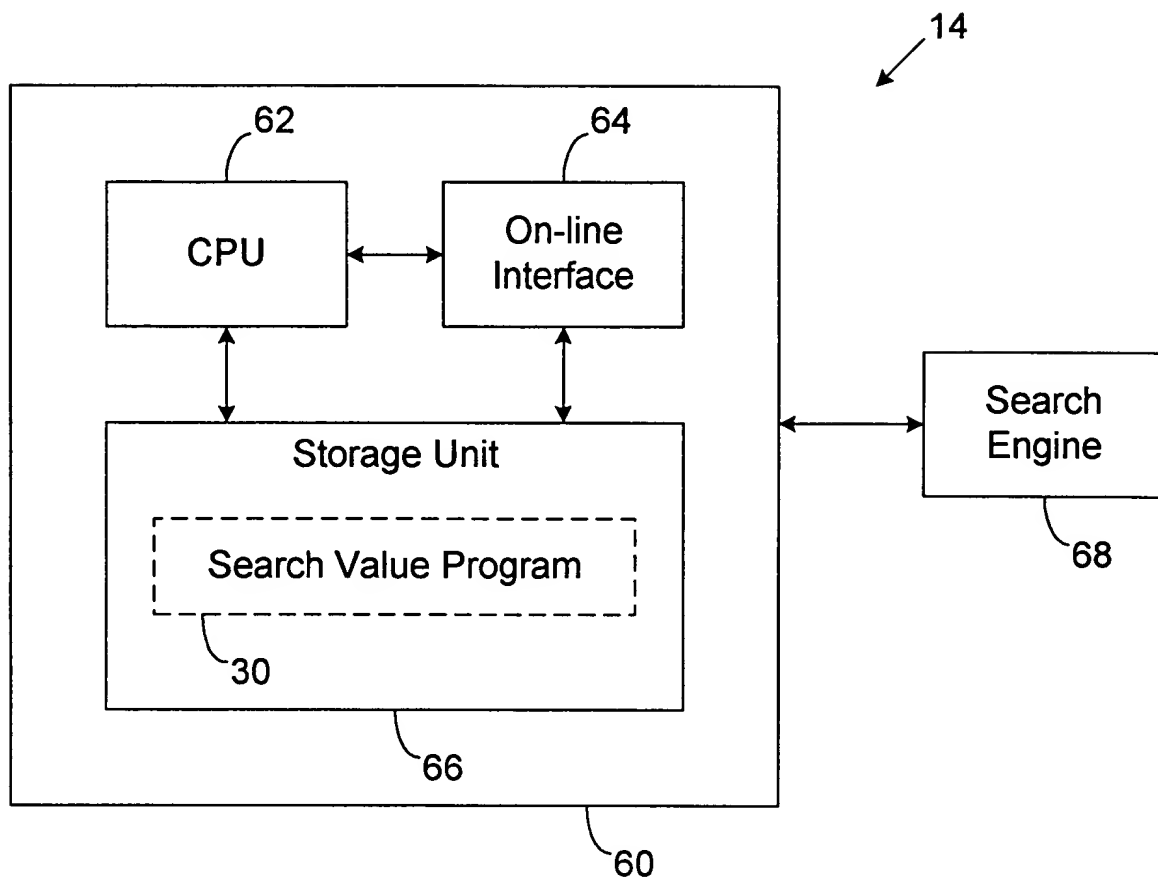 14
62
64
CPU
On-line
Interface
Storage Unit
Search Value Program
30
66
60
Search
Engine
68